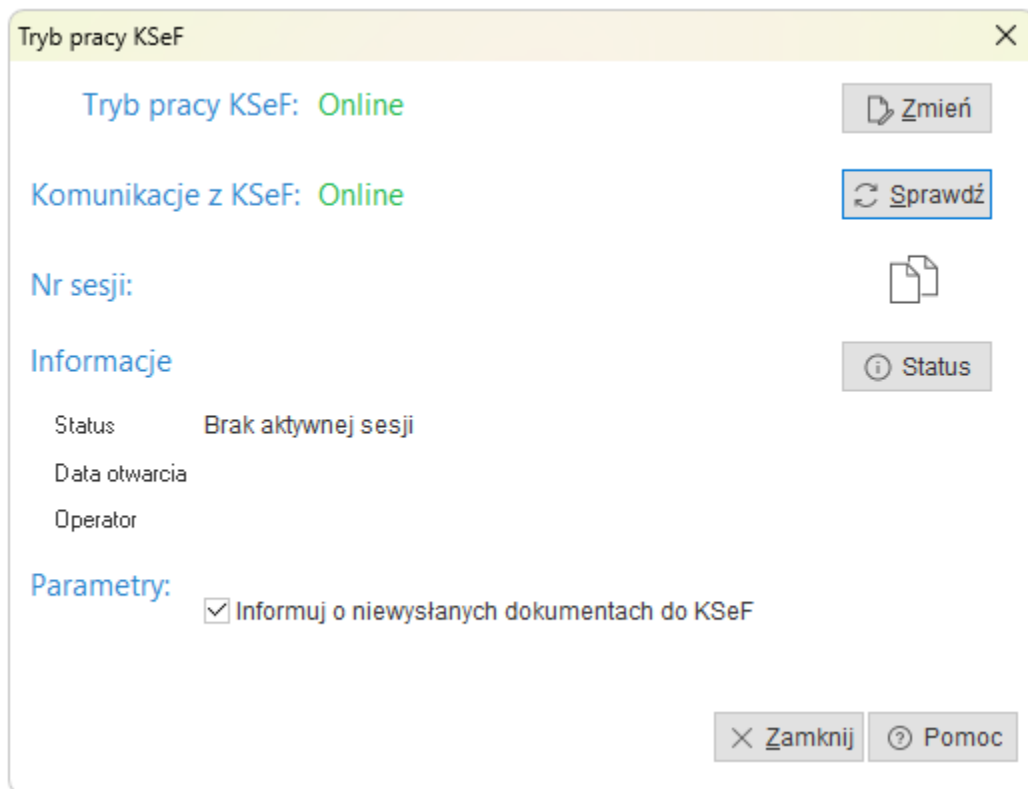 Tryb pracy KSeF
Tryb pracy KSeF: Online Zmień
Komunikacje z KSeF: Online Sprawdź
Nr sesji:
Informacje Status
Status Brak aktywnej sesji
Data otwarcia
Operator
Parametry:
Informuj o niewysłanych dokumentach do KSeF
Zamknij Pomoc